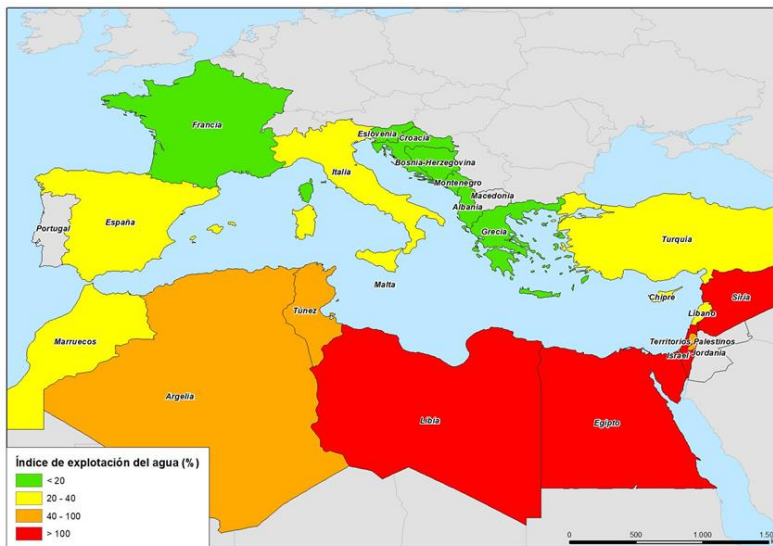 Francia
Eslovenia
Croacia
Bosnia-Herzegovina
Italia
Montenegro
Macedonia
Albania
Portugal
España
Grecia
Turquía
Malta
Chipre
Siria
Túnez
Líbano
Marruecos
Territorios Palestinos
Israel
Jordania
Argelia
Libia
Egipto
Índice de explotación del agua (%)
< 20
20 - 40
40 - 100
> 100
0 500 1.000 1.50